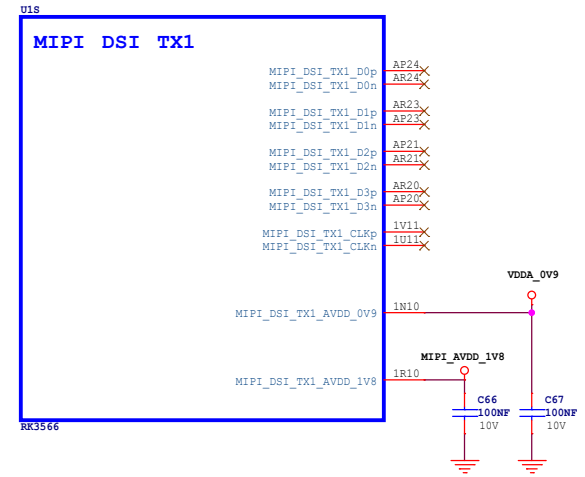 U1S
MIPI DSI TX1
MIPI_DSI_TX1_D0p AP24
MIPI_DSI_TX1_D0n AR24
MIPI_DSI_TX1_D1p AR23
MIPI_DSI_TX1_D1n AP23
MIPI_DSI_TX1_D2p AP21
MIPI_DSI_TX1_D2n AR21
MIPI_DSI_TX1_D3p AR20
MIPI_DSI_TX1_D3n AP20
MIPI_DSI_TX1_CLKp 1V11
MIPI_DSI_TX1_CLKn 1U11
VDDA_0V9
MIPI_DSI_TX1_AVDD_0V9 1N10
MIPI_AVDD_1V8
MIPI_DSI_TX1_AVDD_1V8 1R10
C66 C67
100NF 100NF
10V 10V
RK3566